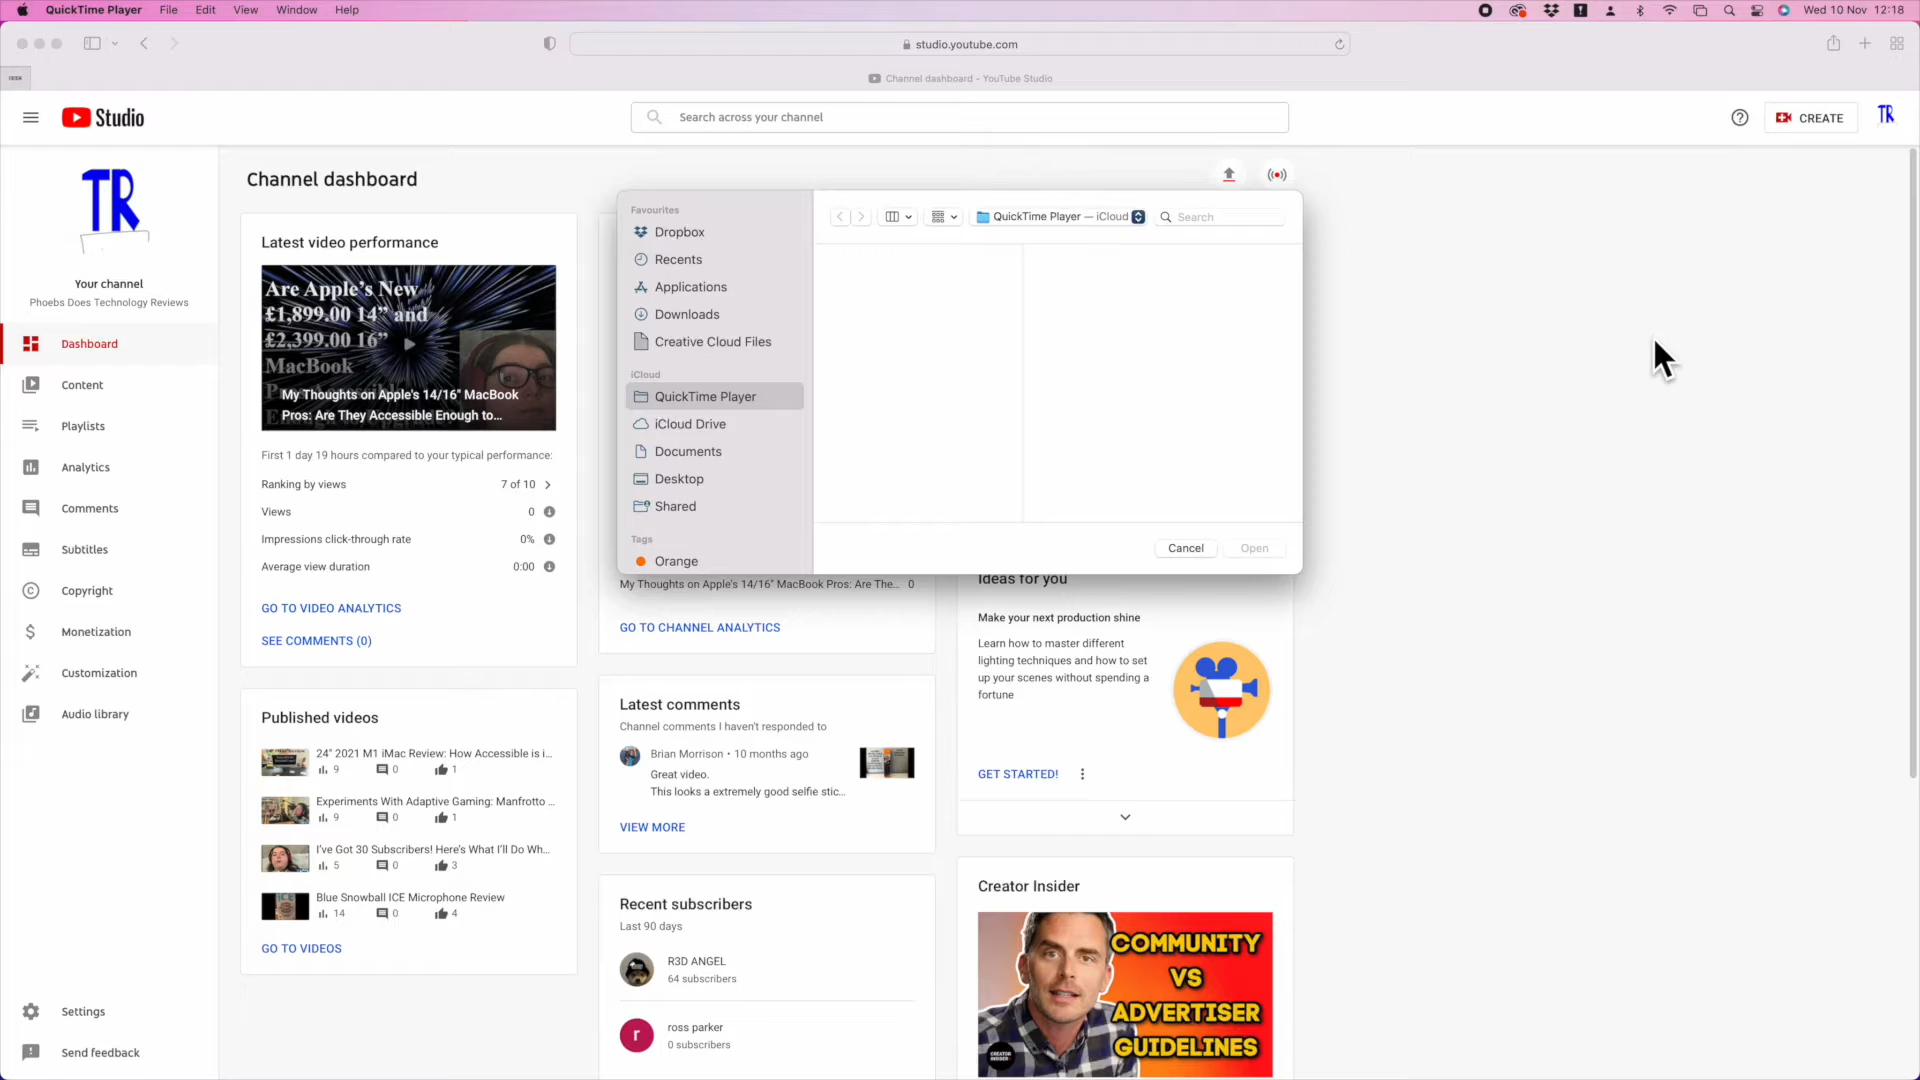 QuickTime Player File Edit View Window Help
Wed 10 Nov 12:18
studio.youtube.com
Channel dashboard - YouTube Studio
Studio
Search across your channel
CREATE
TR
TR
Your channel
Phoebs Does Technology Reviews
Dashboard
Content
Playlists
Analytics
Comments
Subtitles
Copyright
Monetization
Customization
Audio library
Settings
Send feedback
Channel dashboard
Latest video performance
Are Apple's New
£1,899.00 14” and
£2,399.00 16”
MacBook
My Thoughts on Apple's 14/16" MacBook
Pros: Are They Accessible Enough to...
First 1 day 19 hours compared to your typical performance:
Ranking by views 7 of 10
Views 0
Impressions click-through rate 0%
Average view duration 0:00
GO TO VIDEO ANALYTICS
SEE COMMENTS (0)
Published videos
24" 2021 M1 iMac Review: How Accessible is i...
9 0 1
Experiments With Adaptive Gaming: Manfrotto ...
9 0 1
I've Got 30 Subscribers! Here's What I'll Do Wh...
5 0 3
Blue Snowball ICE Microphone Review
14 0 4
GO TO VIDEOS
Favourites
Dropbox
Recents
Applications
Downloads
Creative Cloud Files
iCloud
QuickTime Player
iCloud Drive
Documents
Desktop
Shared
Tags
Orange
QuickTime Player — iCloud
Search
Cancel Open
My Thoughts on Apple's 14/16" MacBook Pros: Are The... 0
GO TO CHANNEL ANALYTICS
Latest comments
Channel comments I haven't responded to
Brian Morrison • 10 months ago
Great video.
This looks a extremely good selfie stic...
VIEW MORE
Recent subscribers
Last 90 days
R3D ANGEL
64 subscribers
r
ross parker
0 subscribers
Ideas for you
Make your next production shine
Learn how to master different
lighting techniques and how to set
up your scenes without spending a
fortune
GET STARTED!
Creator Insider
COMMUNITY
VS
ADVERTISER
GUIDELINES
CREATOR
INSIDER